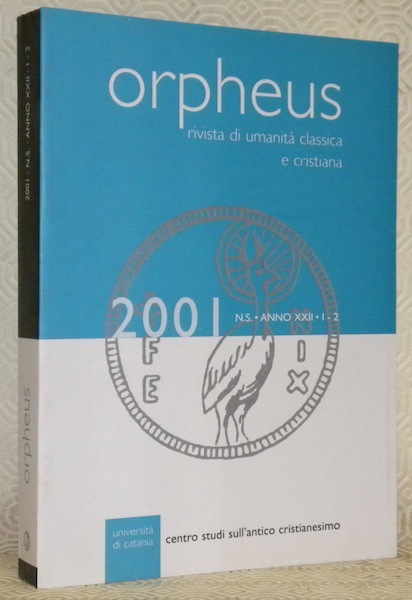 orpheus
rivista di umanità classica
e cristiana
2001 N.S. • ANNO XXII • 1 - 2
FE NIX
università
di catania
centro studi sull'antico cristianesimo
2001 · N.S. · ANNO XXII · 1 - 2
orpheus